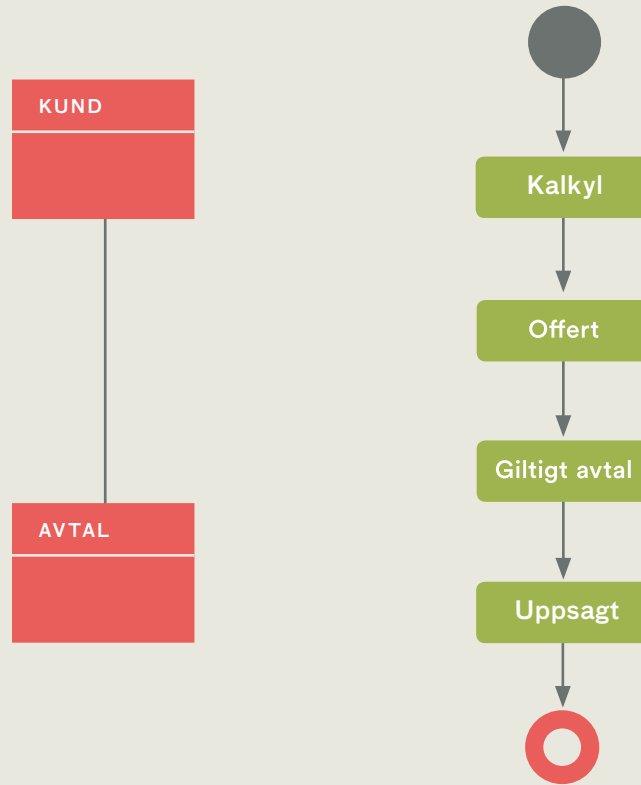 KUND
AVTAL
Kalkyl
Offert
Giltigt avtal
Uppsagt